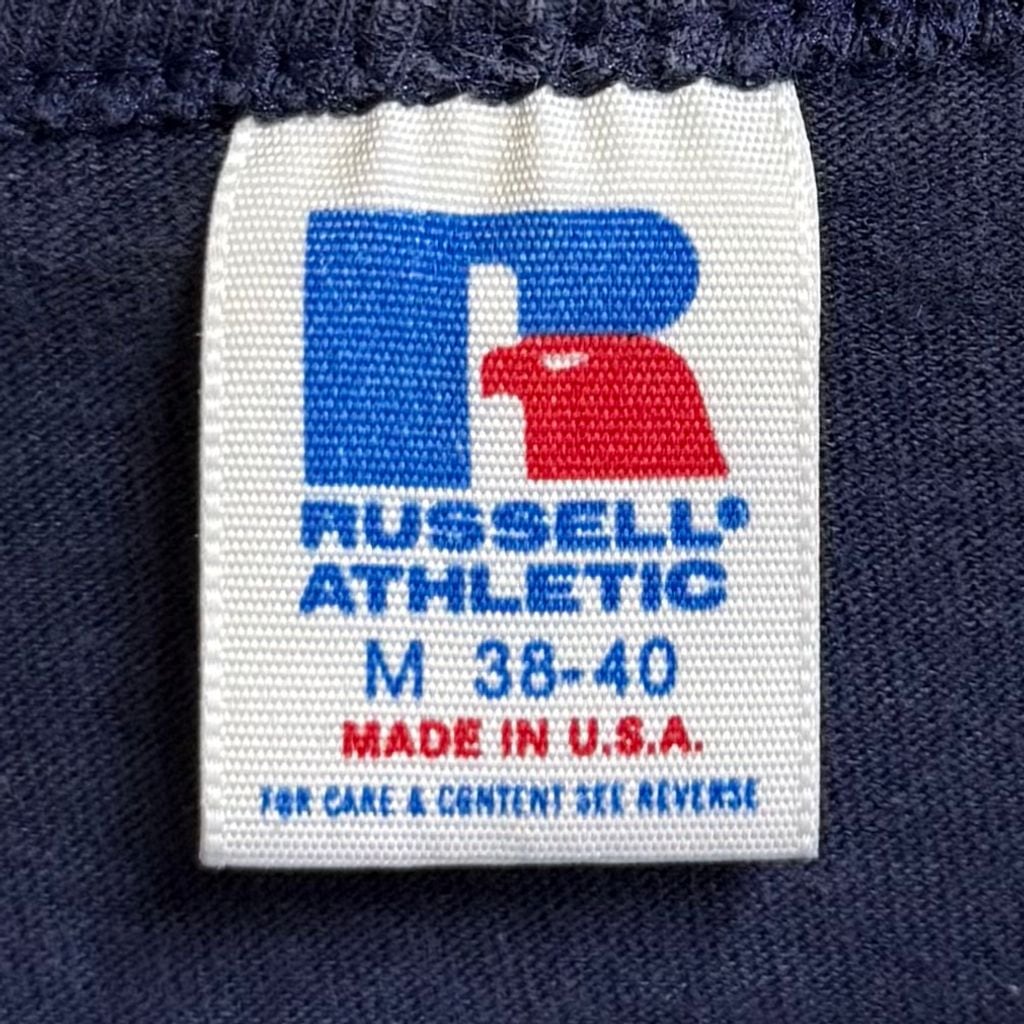 RUSSELL®
ATHLETIC
M 38-40
MADE IN U.S.A.
FOR CARE & CONTENT SEE REVERSE